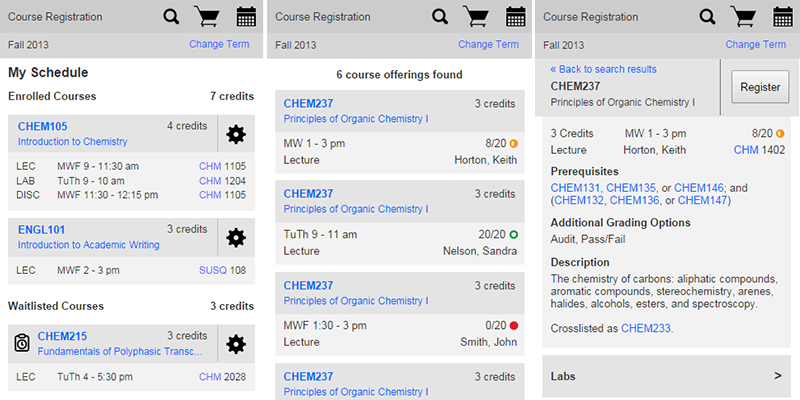 Course Registration
Fall 2013 Change Term
My Schedule
Enrolled Courses 7 credits
CHEM105 4 credits
Introduction to Chemistry
LEC MWF 9 - 11:30 am CHM 1105
LAB TuTh 9 - 10 am CHM 1204
DISC MWF 11:30 - 12:15 pm CHM 1105
ENGL101 3 credits
Introduction to Academic Writing
LEC MWF 2 - 3 pm SUSQ 108
Waitlisted Courses 3 credits
CHEM215 3 credits
Fundamentals of Polyphasic Transc...
LEC TuTh 4 - 5:30 pm CHM 2028
Course Registration
Fall 2013 Change Term
6 course offerings found
CHEM237 3 credits
Principles of Organic Chemistry I
MW 1 - 3 pm 8/20
Lecture Horton, Keith
CHEM237 3 credits
Principles of Organic Chemistry I
TuTh 9 - 11 am 20/20
Lecture Nelson, Sandra
CHEM237 3 credits
Principles of Organic Chemistry I
MWF 1:30 - 3 pm 0/20
Lecture Smith, John
CHEM237 3 credits
Principles of Organic Chemistry I
Course Registration
Fall 2013 Change Term
« Back to search results
CHEM237
Principles of Organic Chemistry I
Register
3 Credits MW 1 - 3 pm 8/20
Lecture Horton, Keith CHM 1402
Prerequisites
CHEM131, CHEM135, or CHEM146; and
(CHEM132, CHEM136, or CHEM147)
Additional Grading Options
Audit, Pass/Fail
Description
The chemistry of carbons: aliphatic compounds,
aromatic compounds, stereochemistry, arenes,
halides, alcohols, esters, and spectroscopy.
Crosslisted as CHEM233.
Labs >